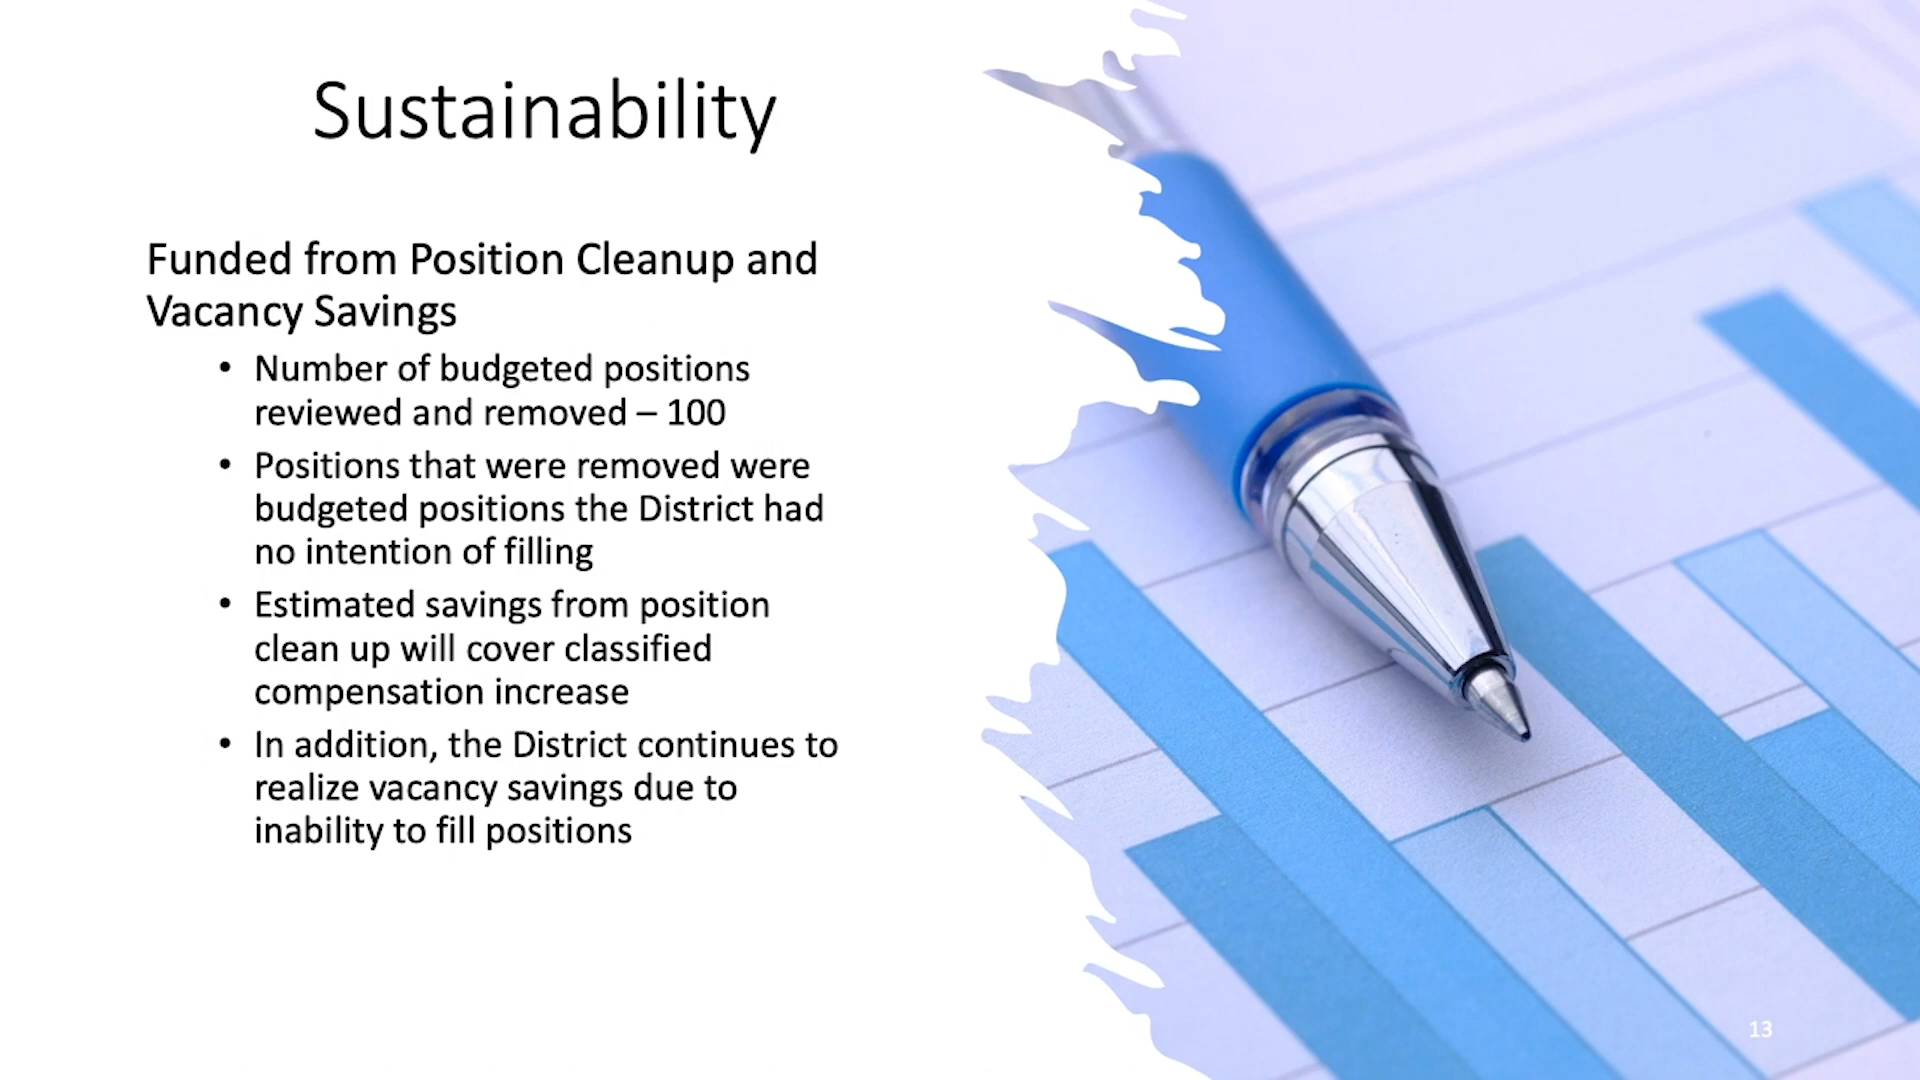 Sustainability
Funded from Position Cleanup and
Vacancy Savings
• Number of budgeted positions
reviewed and removed – 100
• Positions that were removed were
budgeted positions the District had
no intention of filling
• Estimated savings from position
clean up will cover classified
compensation increase
• In addition, the District continues to
realize vacancy savings due to
inability to fill positions
13